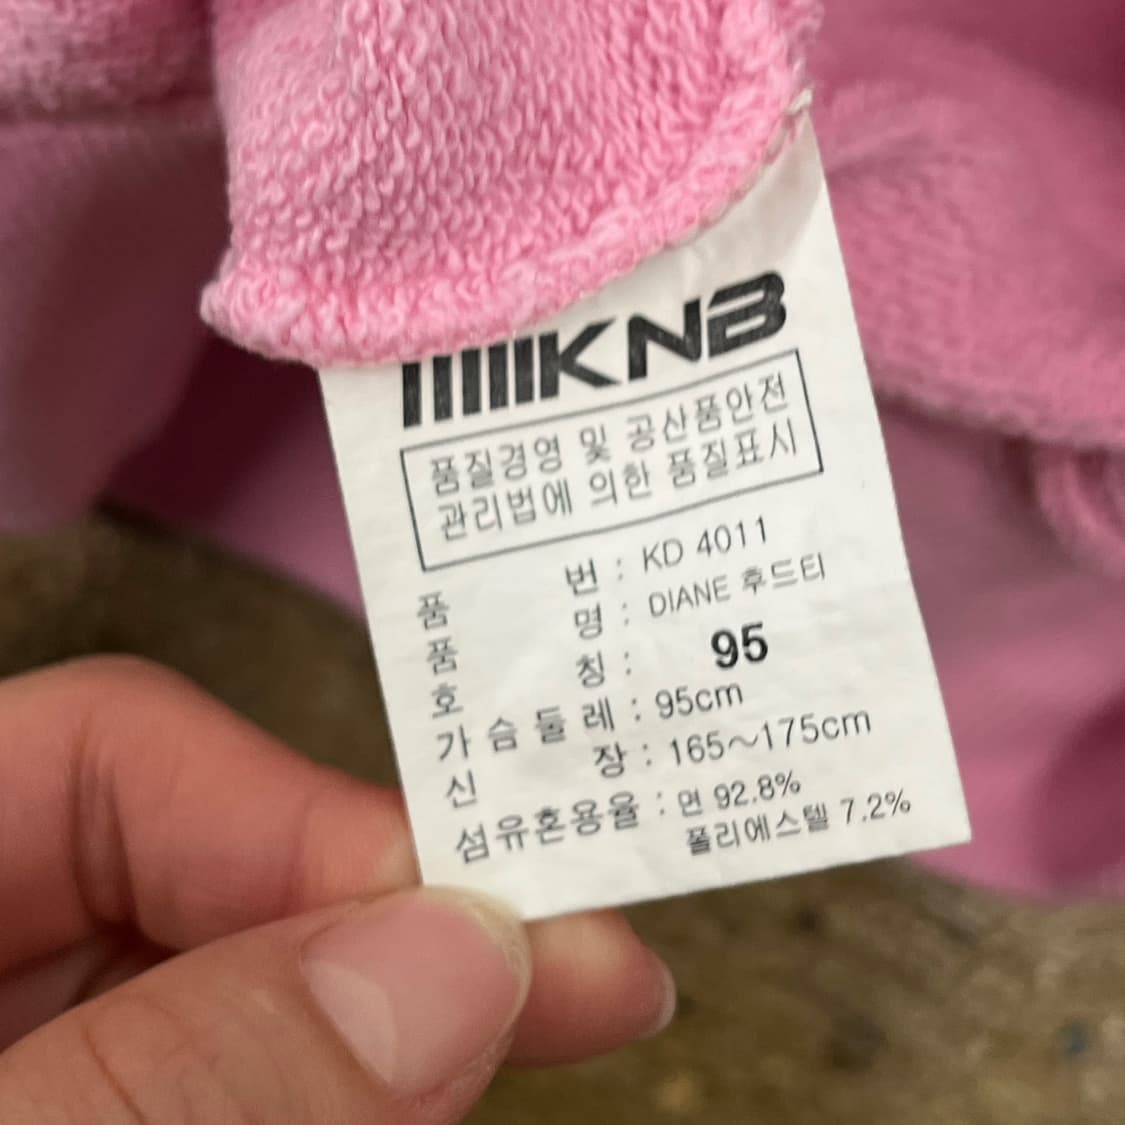 KNB
품질경영 및 공산품안전
관리법에 의한 품질표시
품 번 : KD 4011
품 명 : DIANE 후드티
호 칭 : 95
가 슴 둘 레 : 95cm
신 장 : 165~175cm
섬유혼용율 : 면 92.8%
폴리에스텔 7.2%